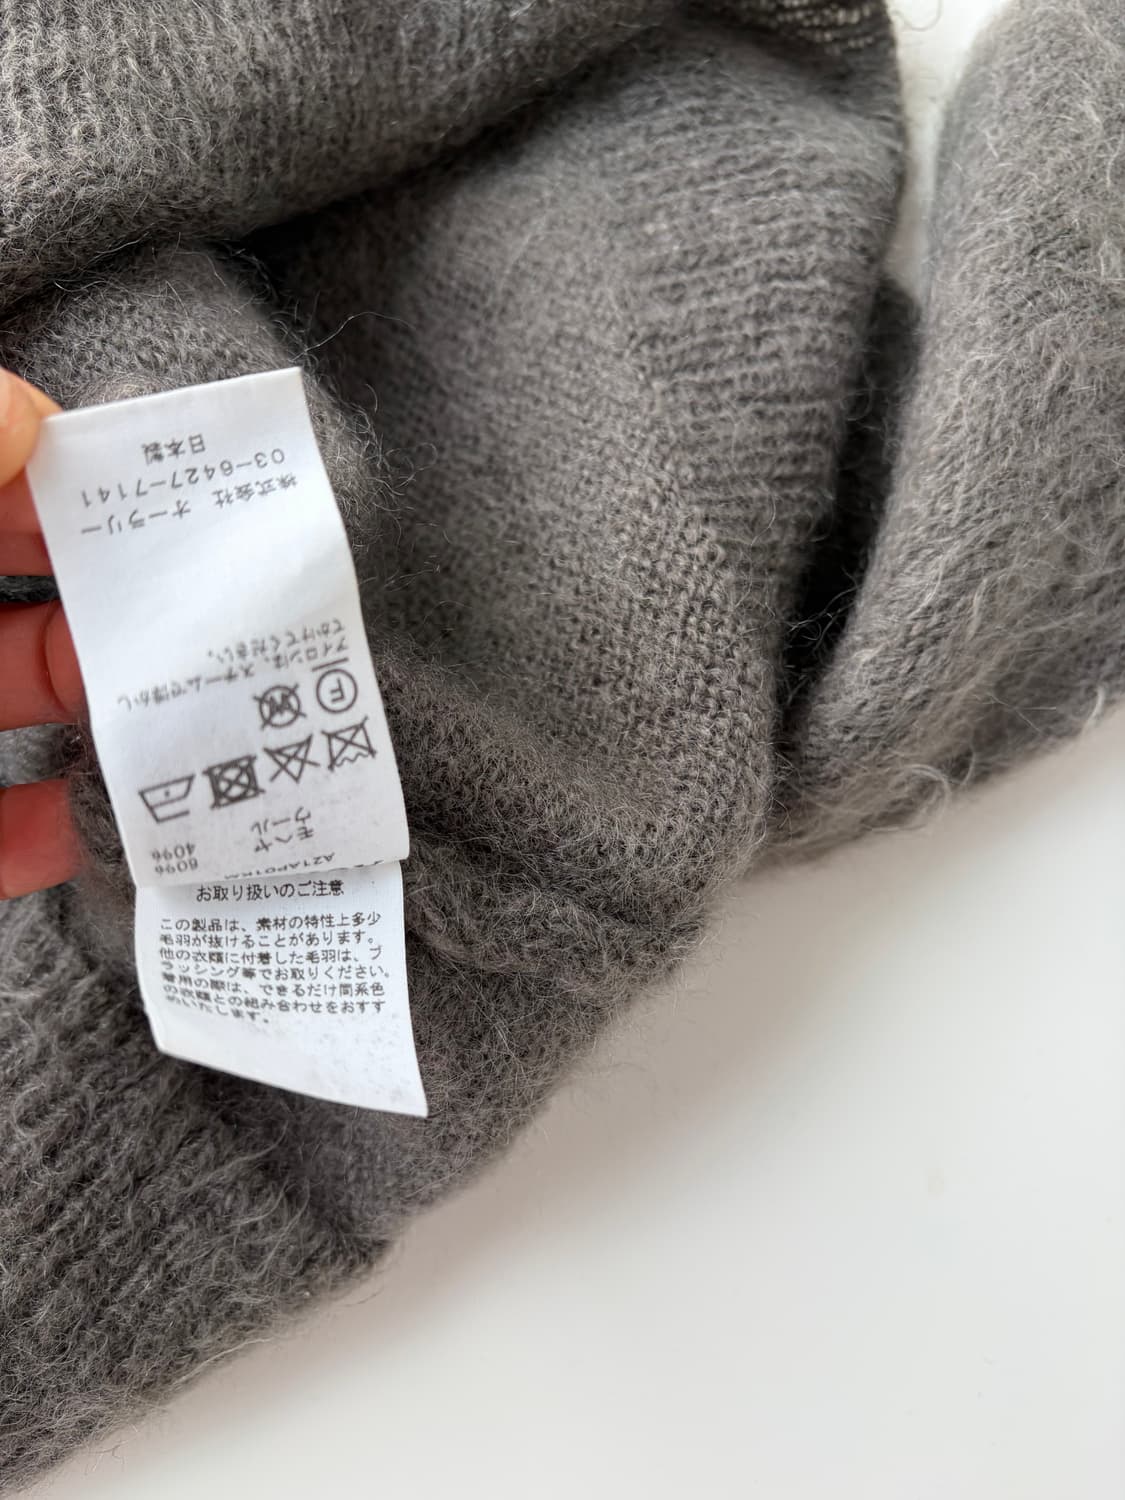 モヘヤ 60%
ウール 40%
アイロンは、スチームで浮かし
てかけてください。
株式会社 オーラリー
03-6427-7141
日本製
お取り扱いのご注意
この製品は、素材の特性上多少
毛羽が抜けることがあります。
他の衣類に付着した毛羽は、ブ
ラッシング等でお取りください。
着用の際は、できるだけ同系色
の衣類との組み合わせをおすす
めいたします。